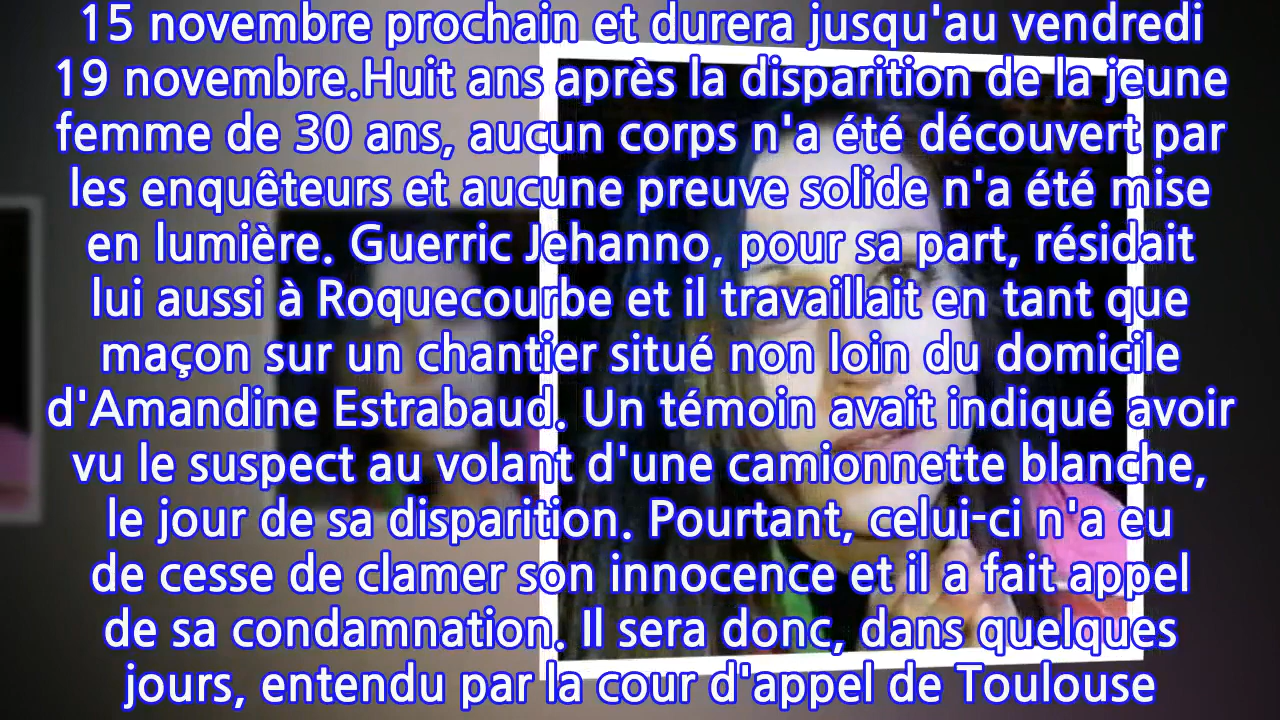 15 novembre prochain et durera jusqu'au vendredi
19 novembre.Huit ans après la disparition de la jeune
femme de 30 ans, aucun corps n'a été découvert par
les enquêteurs et aucune preuve solide n'a été mise
en lumière. Guerric Jehanno, pour sa part, résidait
lui aussi à Roquecourbe et il travaillait en tant que
maçon sur un chantier situé non loin du domicile
d'Amandine Estrabaud. Un témoin avait indiqué avoir
vu le suspect au volant d'une camionnette blanche,
le jour de sa disparition. Pourtant, celui-ci n'a eu
de cesse de clamer son innocence et il a fait appel
de sa condamnation. Il sera donc, dans quelques
jours, entendu par la cour d'appel de Toulouse